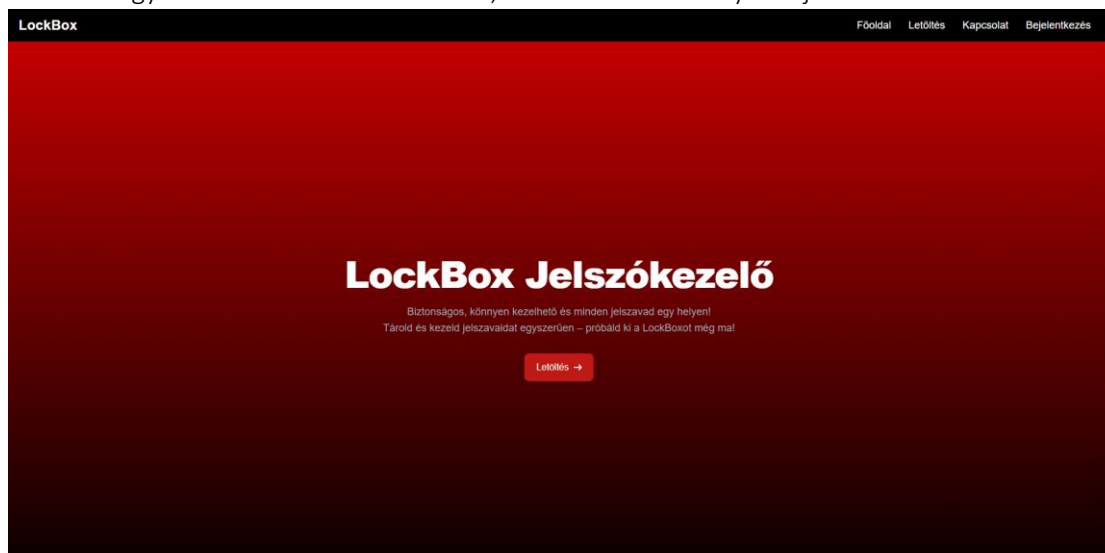 LockBox
Főoldal Letöltés Kapcsolat Bejelentkezés
LockBox Jelszókezelő
Biztonságos, könnyen kezelhető és minden jelszavad egy helyen!
Tárold és kezeld jelszavaidat egyszerűen – próbáld ki a LockBoxot még ma!
Letöltés →